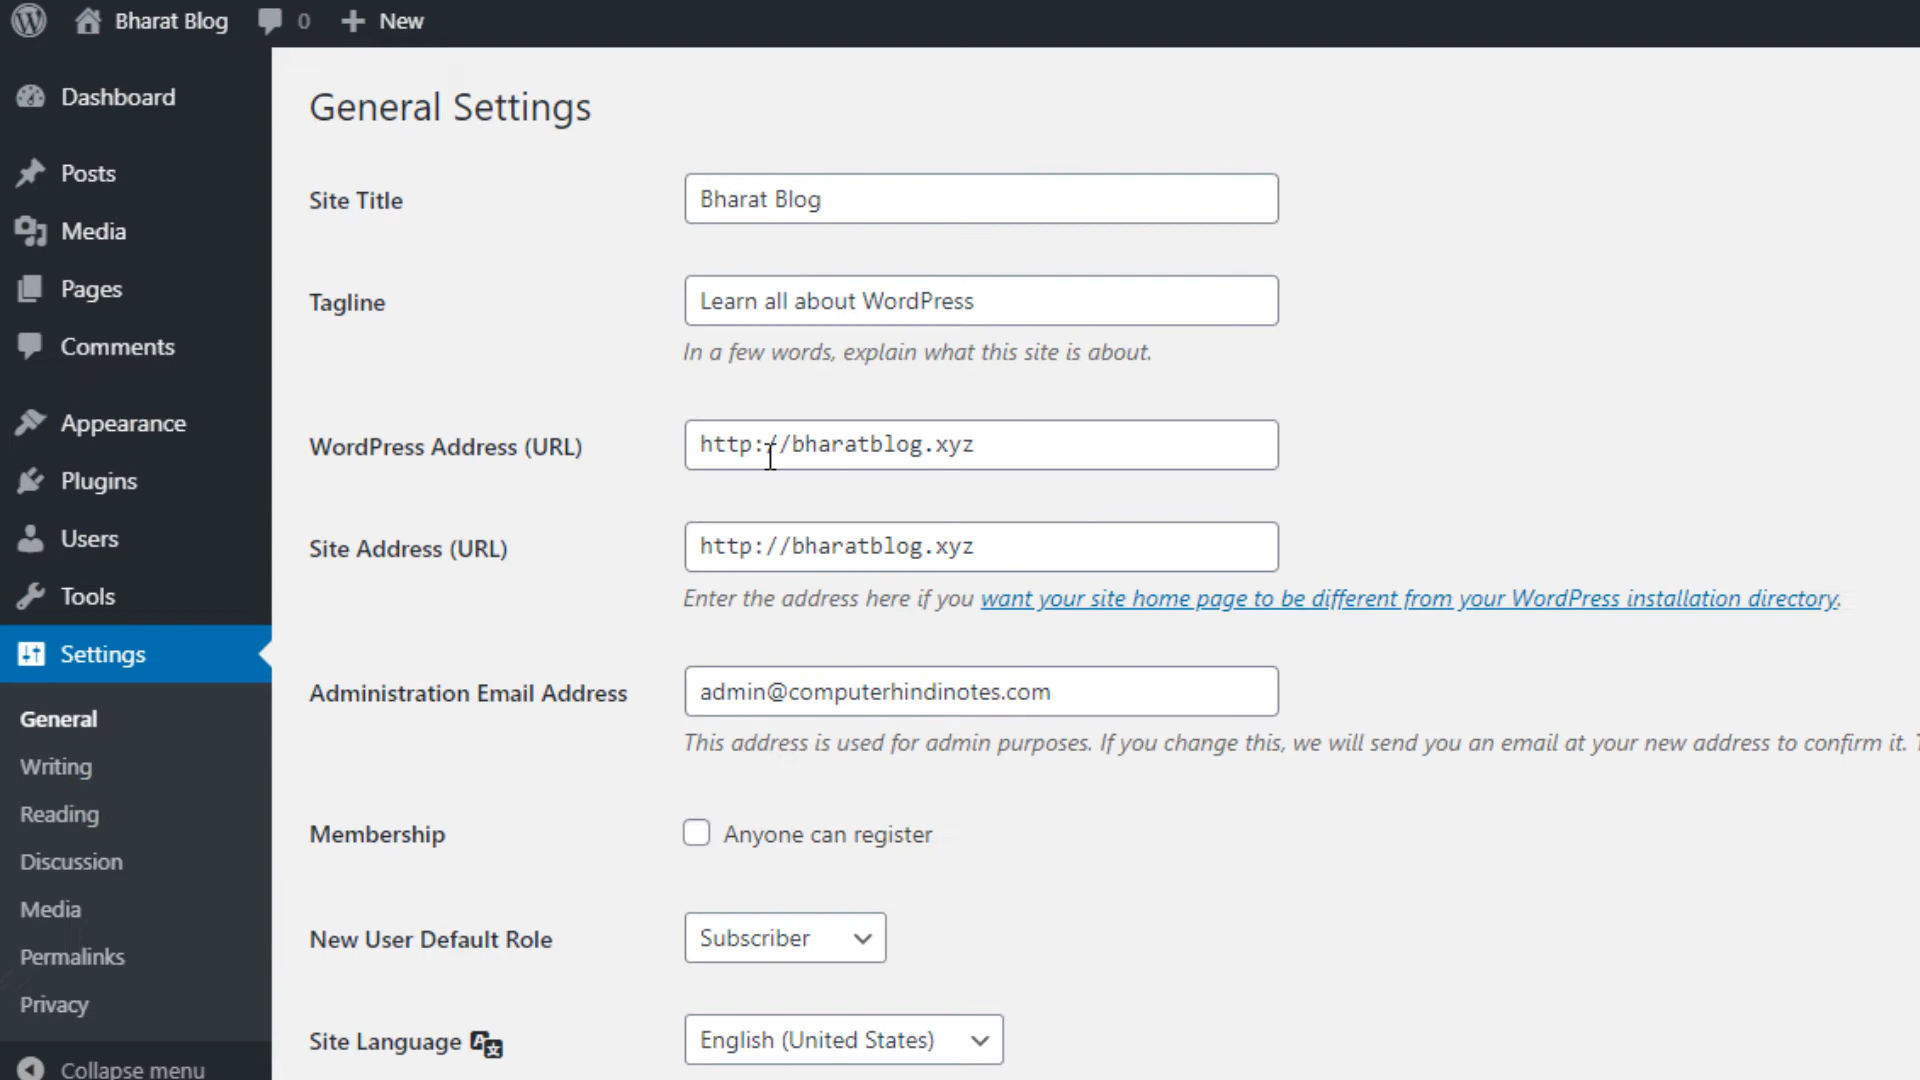 Bharat Blog 0 New
Dashboard
Posts
Media
Pages
Comments
Appearance
Plugins
Users
Tools
Settings
General
Writing
Reading
Discussion
Media
Permalinks
Privacy
Collapse menu
General Settings
Site Title Bharat Blog
Tagline Learn all about WordPress
In a few words, explain what this site is about.
WordPress Address (URL) http://bharatblog.xyz
Site Address (URL) http://bharatblog.xyz
Enter the address here if you want your site home page to be different from your WordPress installation directory.
Administration Email Address admin@computerhindinotes.com
This address is used for admin purposes. If you change this, we will send you an email at your new address to confirm it.
Membership Anyone can register
New User Default Role Subscriber
Site Language English (United States)